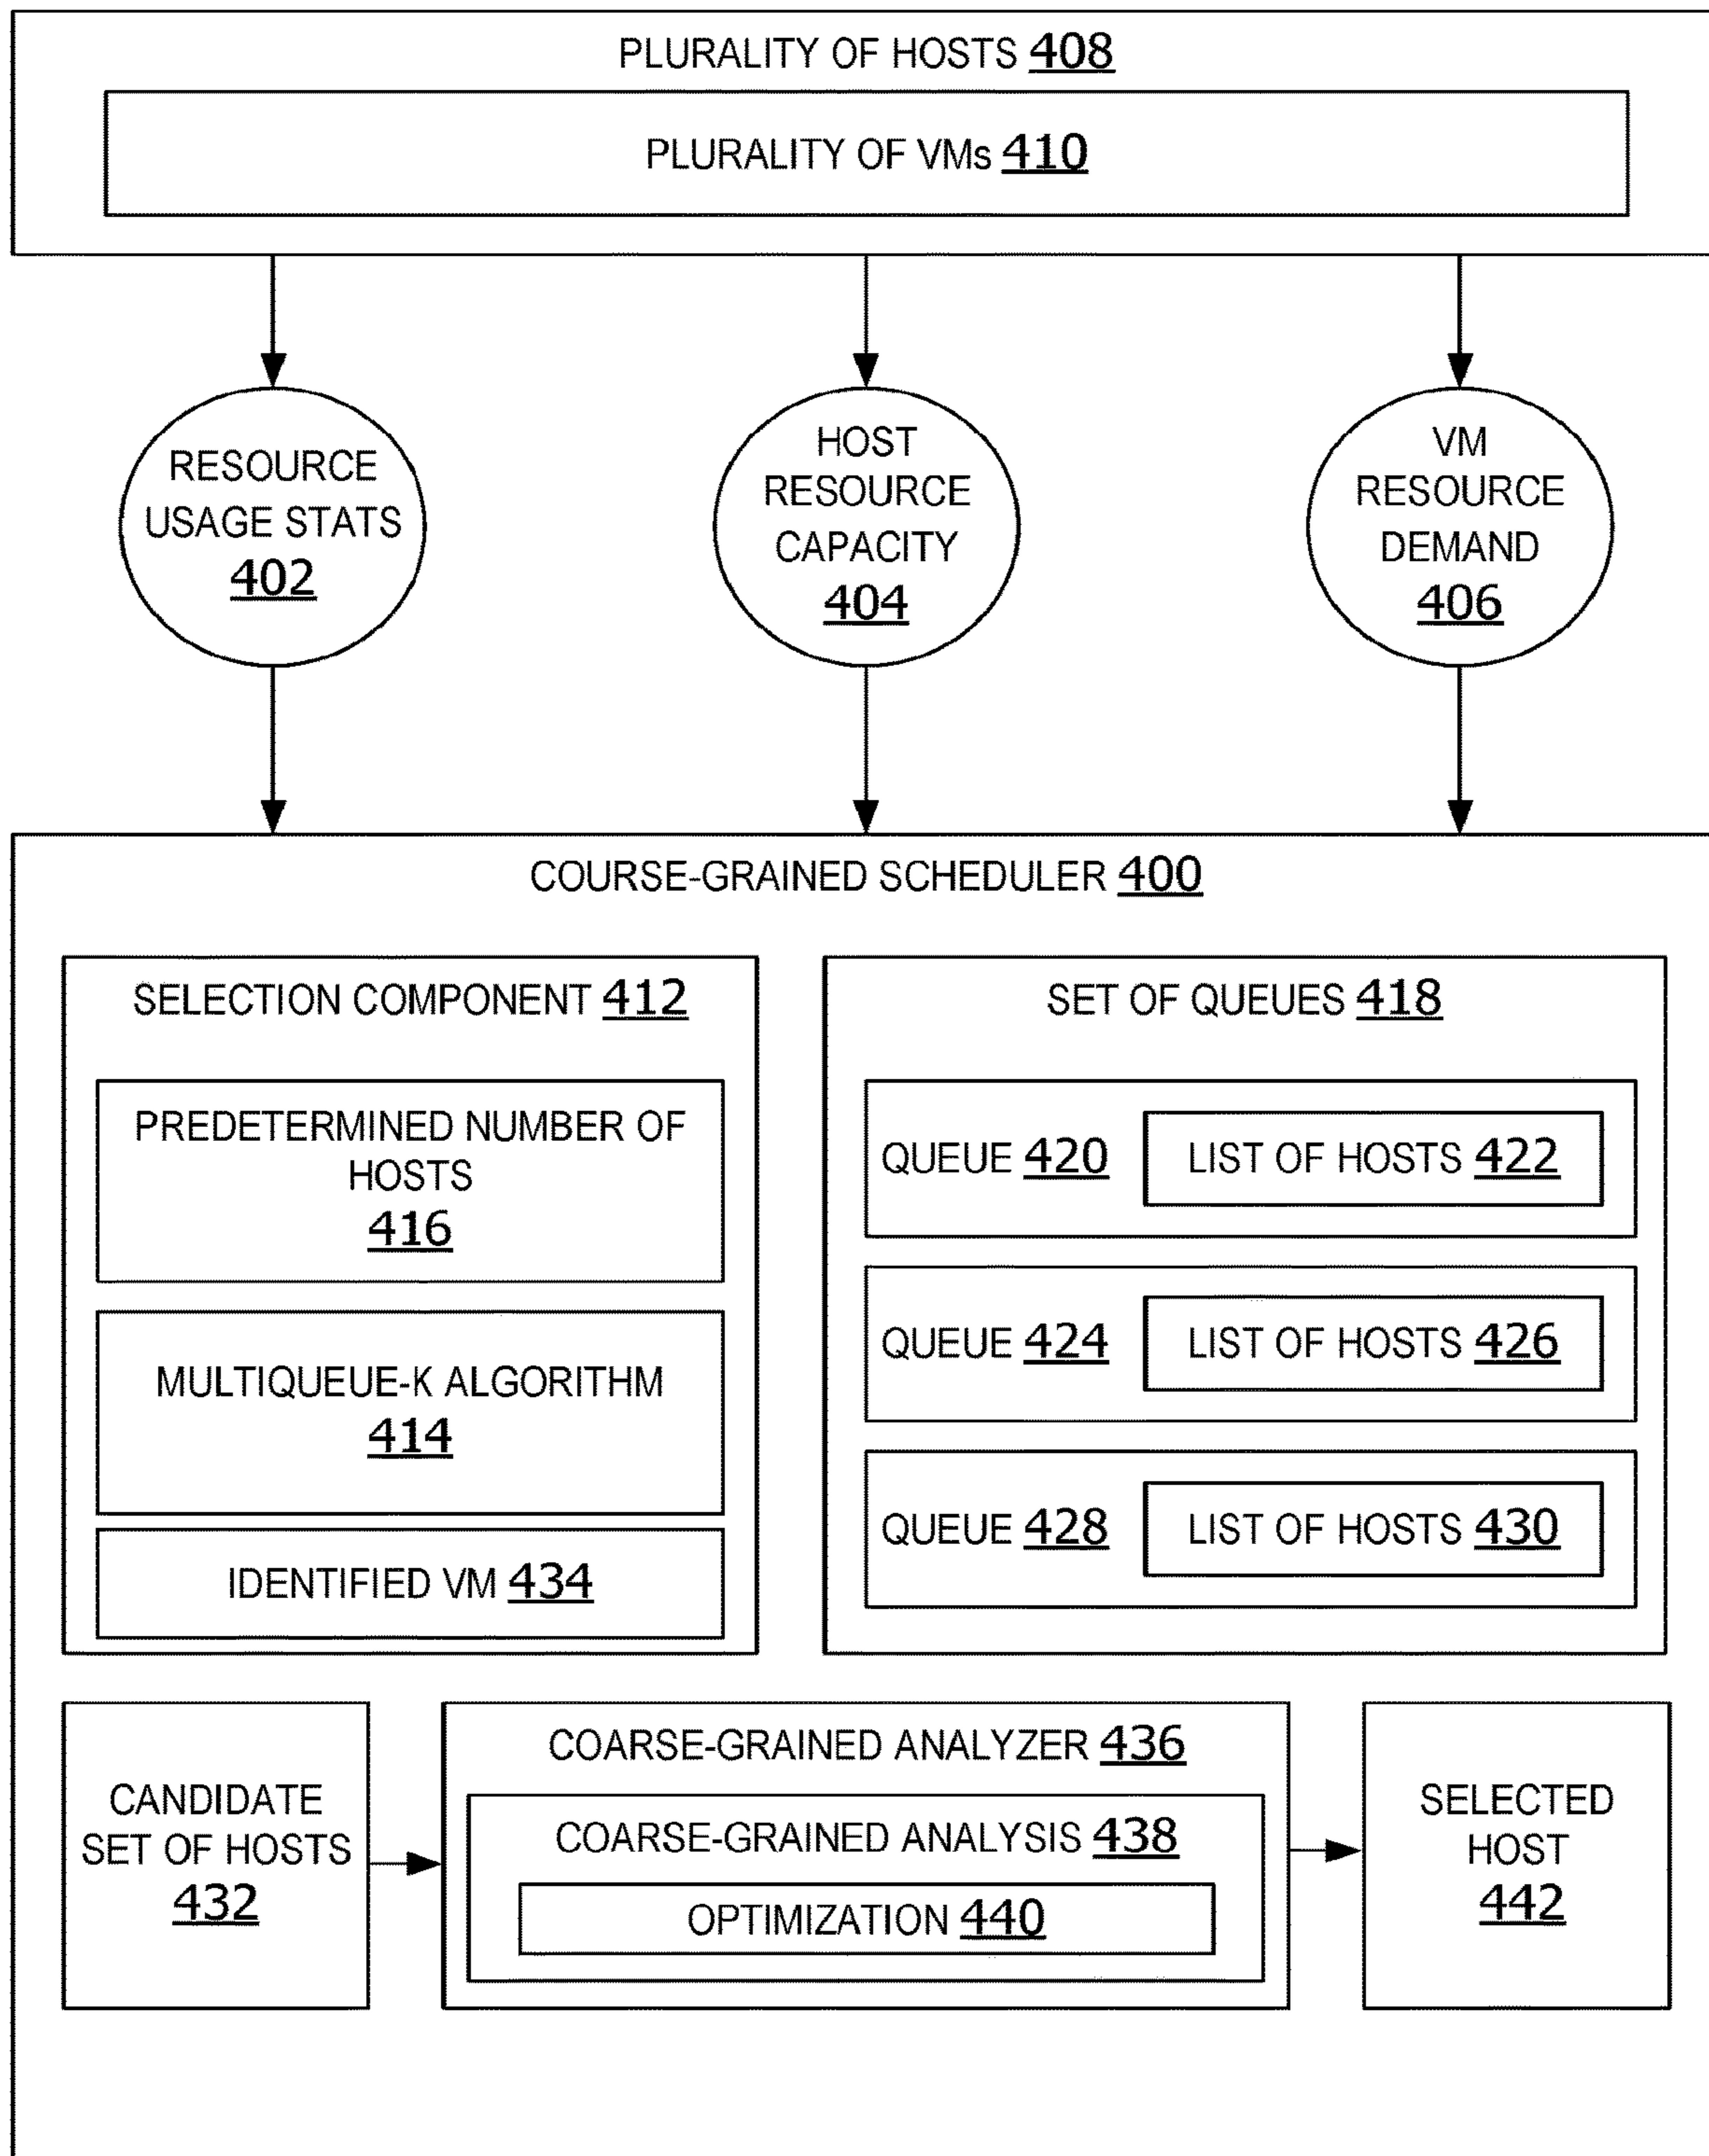 PLURALITY OF HOSTS 408
PLURALITY OF VMs 410
RESOURCE
USAGE STATS
402
HOST
RESOURCE
CAPACITY
404
VM
RESOURCE
DEMAND
406
COURSE-GRAINED SCHEDULER 400
SELECTION COMPONENT 412
PREDETERMINED NUMBER OF
HOSTS
416
MULTIQUEUE-K ALGORITHM
414
IDENTIFIED VM 434
SET OF QUEUES 418
QUEUE 420
LIST OF HOSTS 422
QUEUE 424
LIST OF HOSTS 426
QUEUE 428
LIST OF HOSTS 430
CANDIDATE
SET OF HOSTS
432
COARSE-GRAINED ANALYZER 436
COARSE-GRAINED ANALYSIS 438
OPTIMIZATION 440
SELECTED
HOST
442